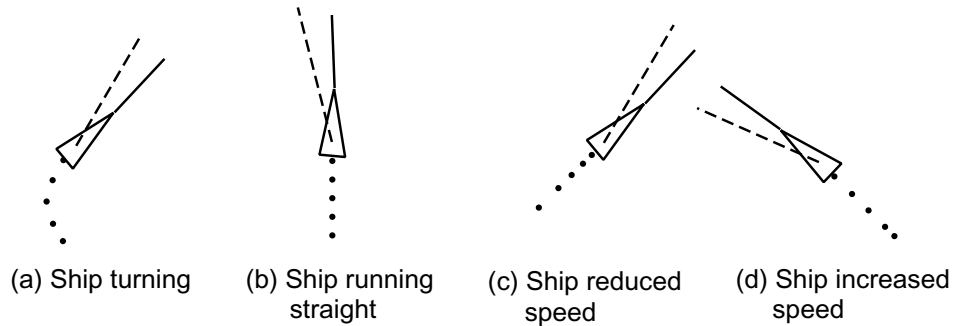 (a) Ship turning
(b) Ship running
straight
(c) Ship reduced
speed
(d) Ship increased
speed